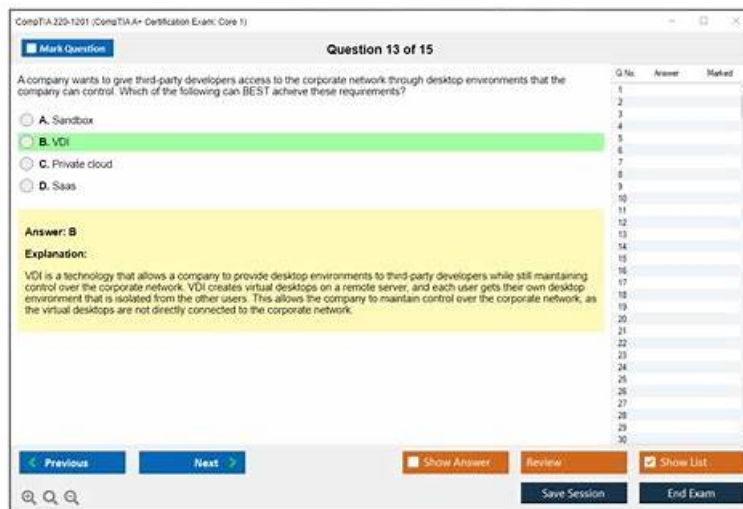 CompTIA 220-1201 (CompTIA A+ Certification Exam: Core 1)
Mark Question
Question 13 of 15
A company wants to give third-party developers access to the corporate network through desktop environments that the
company can control. Which of the following can BEST achieve these requirements?
A. Sandbox
B. VDI
C. Private cloud
D. Saas
Answer: B
Explanation:
VDI is a technology that allows a company to provide desktop environments to third-party developers while still maintaining
control over the corporate network. VDI creates virtual desktops on a remote server, and each user gets their own desktop
environment that is isolated from the other users. This allows the company to maintain control over the corporate network, as
the virtual desktops are not directly connected to the corporate network.
Q.No. Answer Marked
1
2
3
4
5
6
7
8
9
10
11
12
13
14
15
16
17
18
19
20
21
22
23
24
25
26
27
28
29
30
Previous
Next
Show Answer
Review
Show List
Save Session
End Exam